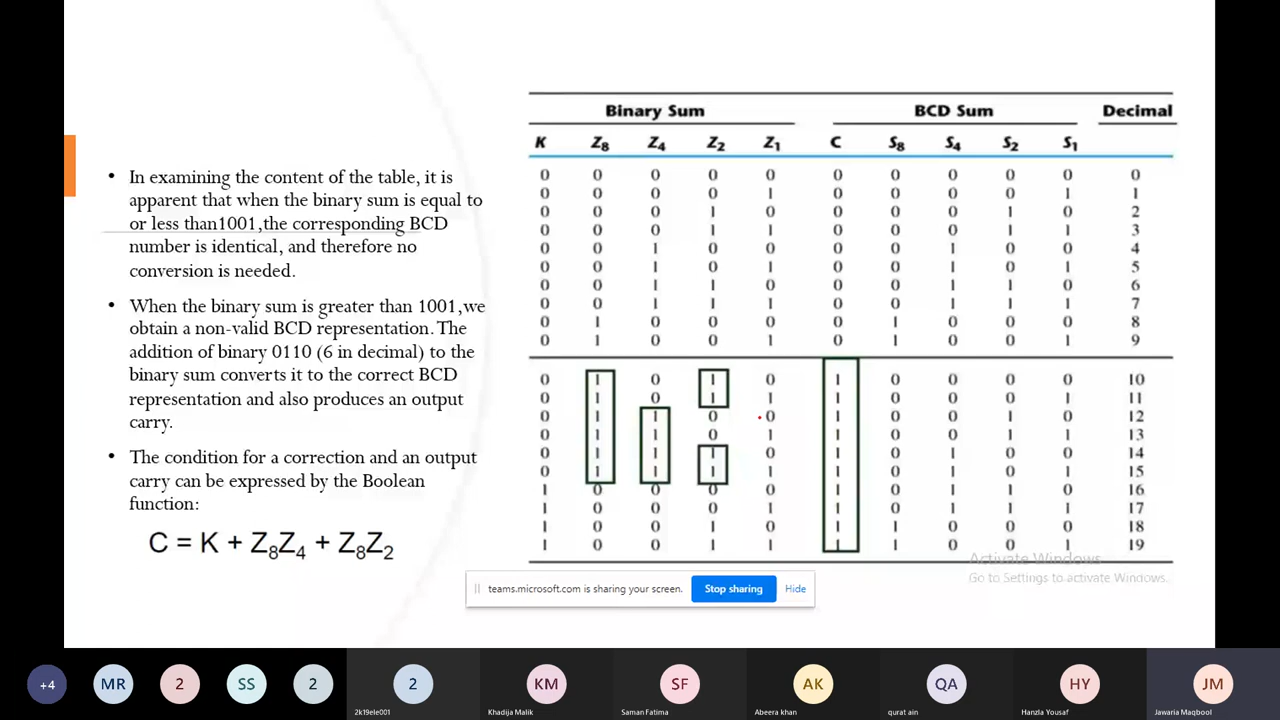 • In examining the content of the table, it is
apparent that when the binary sum is equal to
or less than1001,the corresponding BCD
number is identical, and therefore no
conversion is needed.
• When the binary sum is greater than 1001,we
obtain a non-valid BCD representation. The
addition of binary 0110 (6 in decimal) to the
binary sum converts it to the correct BCD
representation and also produces an output
carry.
• The condition for a correction and an output
carry can be expressed by the Boolean
function:
C = K + Z8Z4 + Z8Z2
Binary Sum BCD Sum Decimal
K Z8 Z4 Z2 Z1 C S8 S4 S2 S1
0 0 0 0 0 0 0 0 0 0 0
0 0 0 0 1 0 0 0 0 1 1
0 0 0 1 0 0 0 0 1 0 2
0 0 0 1 1 0 0 0 1 1 3
0 0 1 0 0 0 0 1 0 0 4
0 0 1 0 1 0 0 1 0 1 5
0 0 1 1 0 0 0 1 1 0 6
0 0 1 1 1 0 0 1 1 1 7
0 1 0 0 0 0 1 0 0 0 8
0 1 0 0 1 0 1 0 0 1 9
0 1 0 1 0 1 0 0 0 0 10
0 1 0 1 1 1 0 0 0 1 11
0 1 1 0 0 1 0 0 1 0 12
0 1 1 0 1 1 0 0 1 1 13
0 1 1 1 0 1 0 1 0 0 14
0 1 1 1 1 1 0 1 0 1 15
1 0 0 0 0 1 0 1 1 0 16
1 0 0 0 1 1 0 1 1 1 17
1 0 0 1 0 1 1 0 0 0 18
1 0 0 1 1 1 1 0 0 1 19
Activate Windows
Go to Settings to activate Windows.
teams.microsoft.com is sharing your screen. Stop sharing Hide
+4 MR 2 SS 2 2 KM SF AK QA HY JM
2k19ele001 Khadija Malik Saman Fatima Abeera khan qurat ain Hanzla Yousaf Jawaria Maqbool